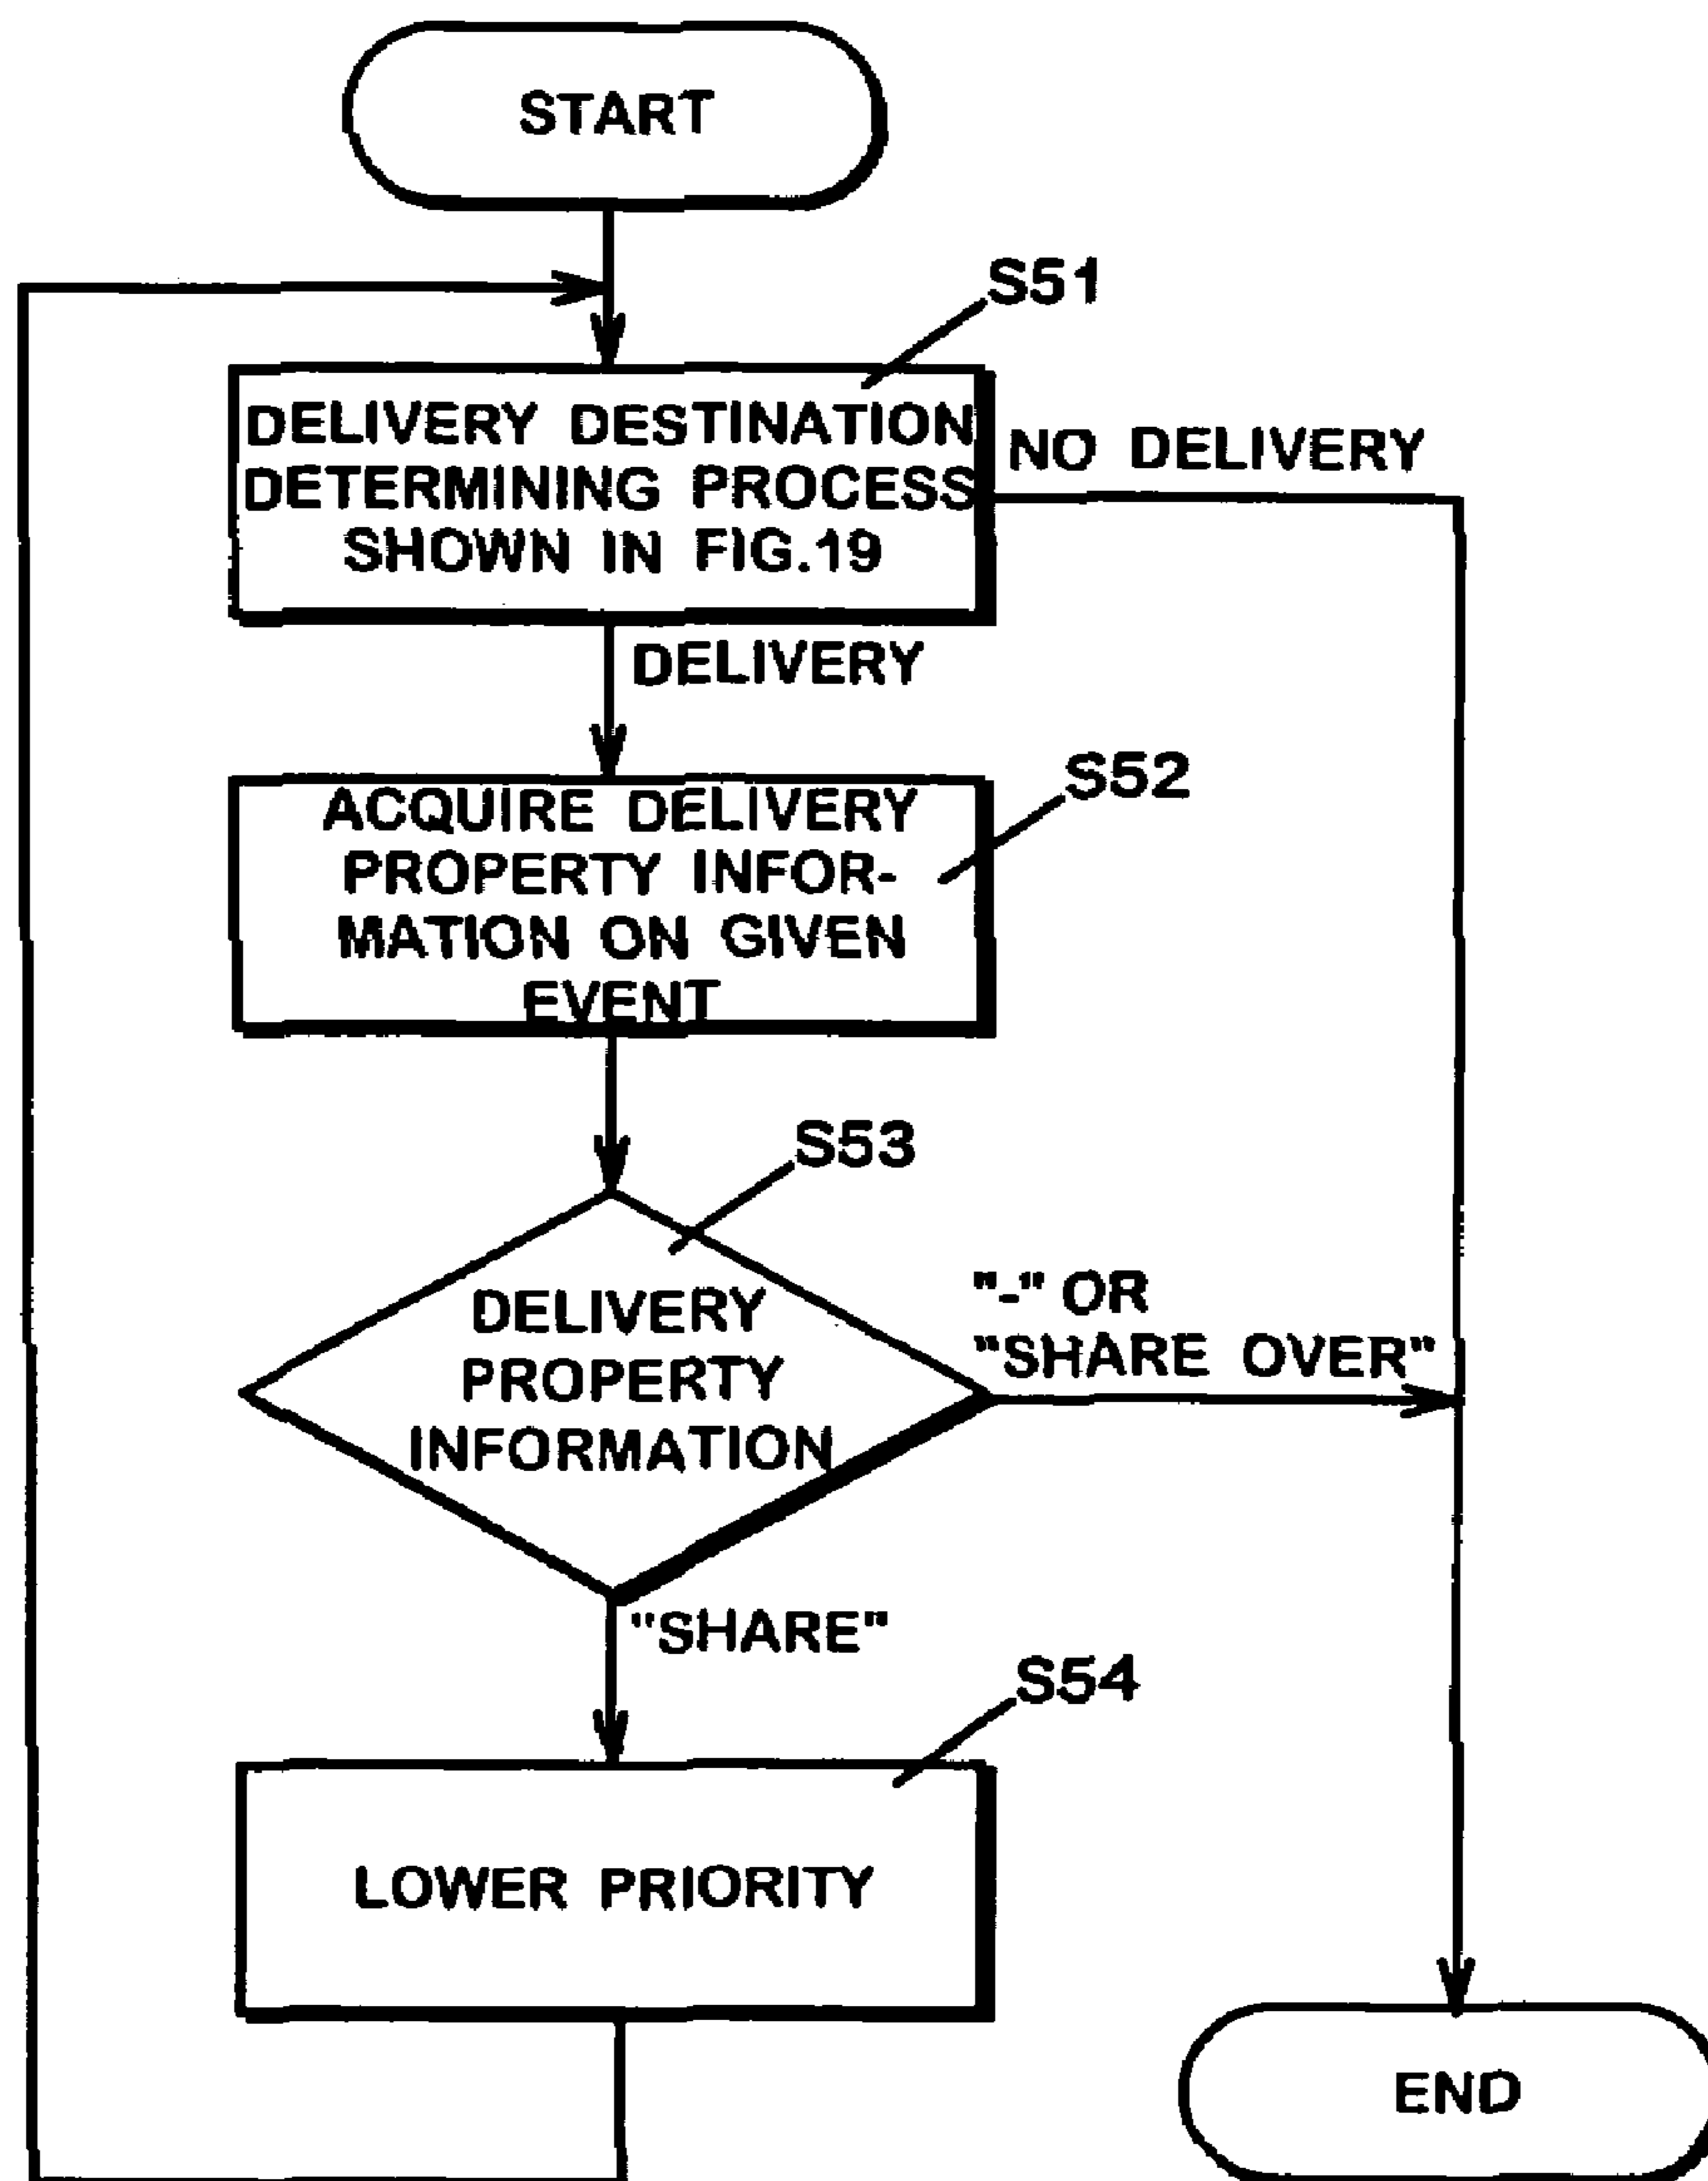 START
S51
DELIVERY DESTINATION
DETERMINING PROCESS
SHOWN IN FIG.19
NO DELIVERY
DELIVERY
S52
ACQUIRE DELIVERY
PROPERTY INFOR-
MATION ON GIVEN
EVENT
S53
DELIVERY
PROPERTY
INFORMATION
"-" OR
"SHARE OVER"
"SHARE"
S54
LOWER PRIORITY
END